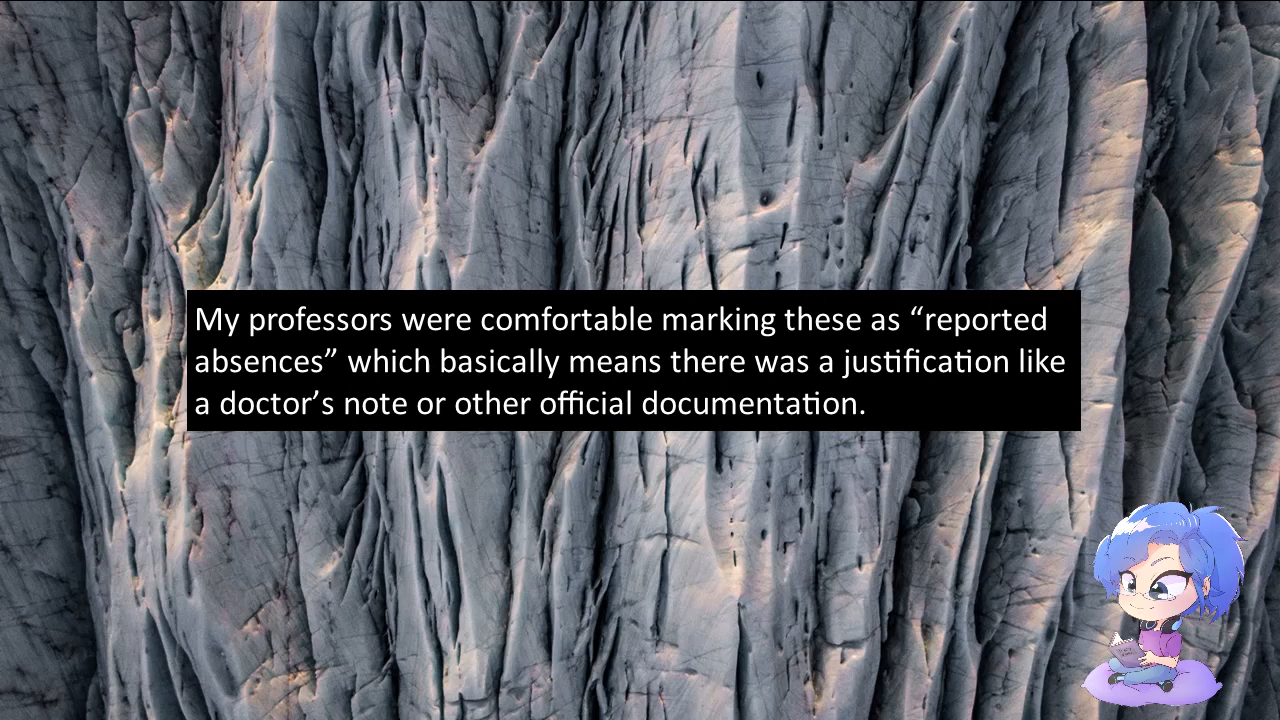 My professors were comfortable marking these as “reported
absences” which basically means there was a justification like
a doctor’s note or other official documentation.